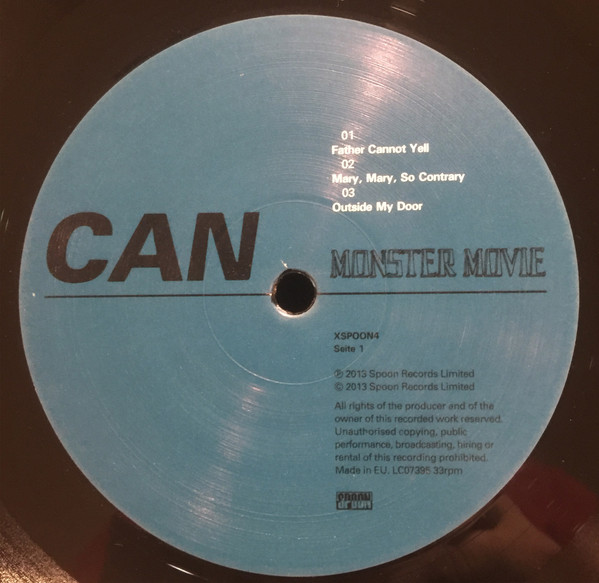 01
Father Cannot Yell
02
Mary, Mary, So Contrary
03
Outside My Door
CAN
MONSTER MOVIE
XSPOON4
Seite 1
℗ 2013 Spoon Records Limited
© 2013 Spoon Records Limited
All rights of the producer and of the
owner of this recorded work reserved.
Unauthorised copying, public
performance, broadcasting, hiring or
rental of this recording prohibited.
Made in EU. LC07395 33rpm
SPOON